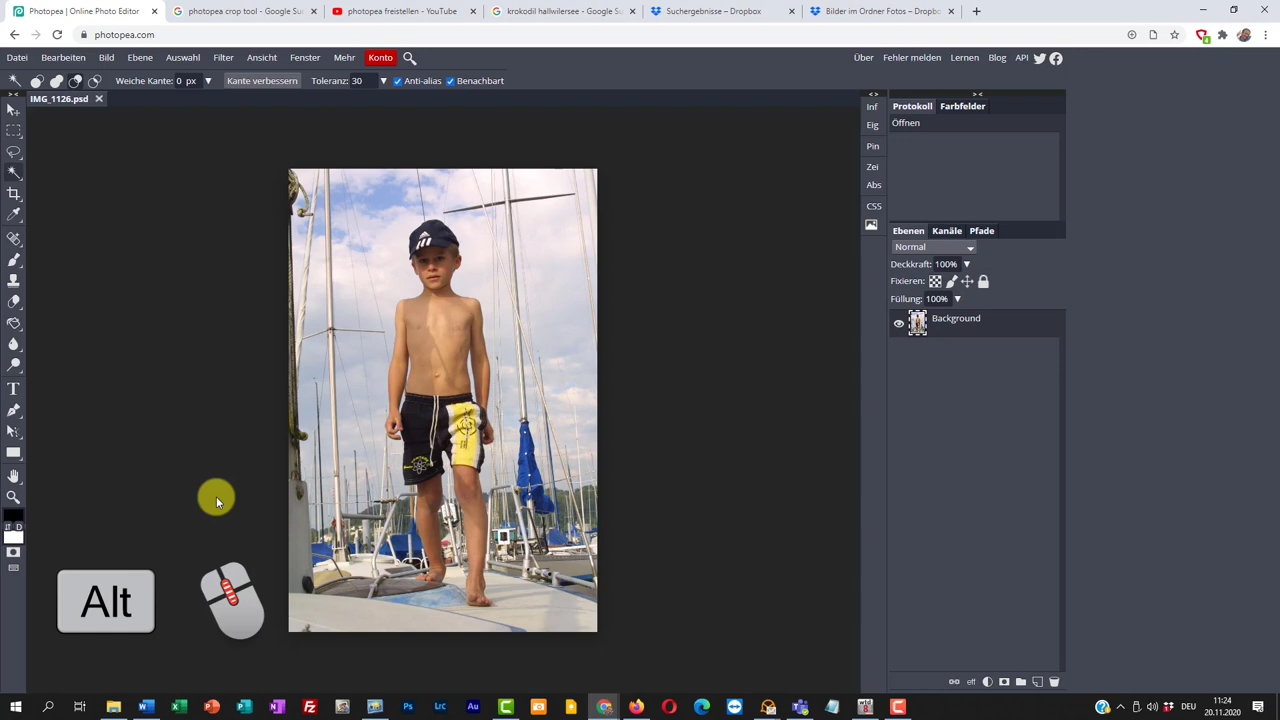 Photopea | Online Photo Editor
photopea crop tool - Google Su
photopea freistellen - YouTube
krokodil hallwilersee - Google Su
Suchergebnisse – Dropbox
Bilder im Ordner Fotos – Dropbo
photopea.com
Datei Bearbeiten Bild Ebene Auswahl Filter Ansicht Fenster Mehr Konto
Über Fehler melden Lernen Blog API
Weiche Kante: 0 px Kante verbessern Toleranz: 30 Anti-alias Benachbart
IMG_1126.psd
Inf
Eig
Pin
Zei
Abs
CSS
Protokoll Farbfelder
Öffnen
Ebenen Kanäle Pfade
Normal
Deckkraft: 100%
Fixieren:
Füllung: 100%
Background
eff
Alt
11:24
20.11.2020